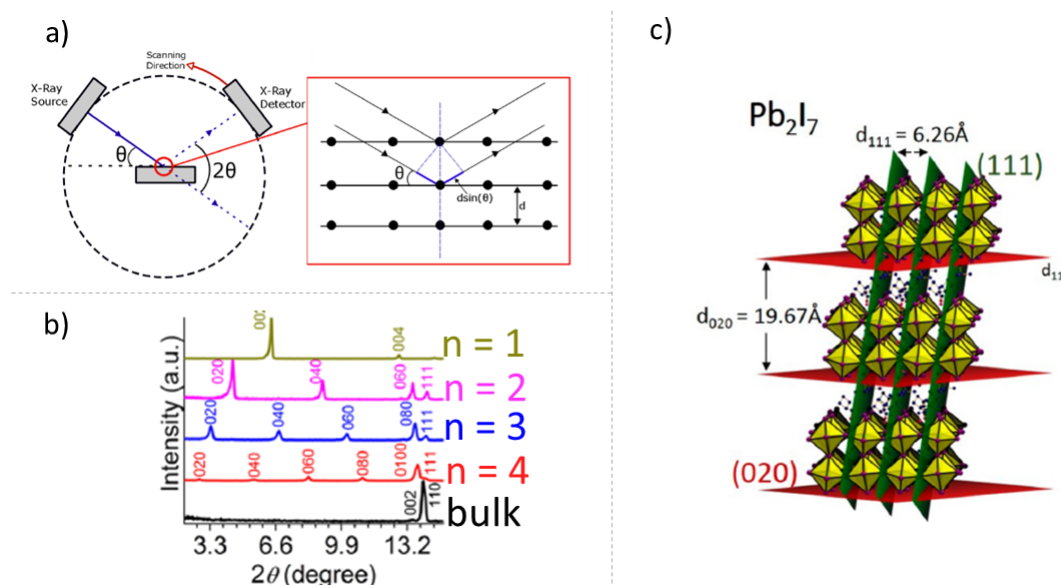 a)
Scanning
Direction
X-Ray
Source
X-Ray
Detector
θ
2θ
θ
dsin(θ)
d
b)
Intensity (a.u.)
004
n = 1
020
040
060
111
n = 2
020
040
060
080
111
n = 3
020
040
060
080
0100
111
n = 4
002
110
bulk
3.3
6.6
9.9
13.2
2θ (degree)
c)
Pb₂I₇
d₁₁₁ = 6.26Å
(111)
d₁₁
d₀₂₀ = 19.67Å
(020)